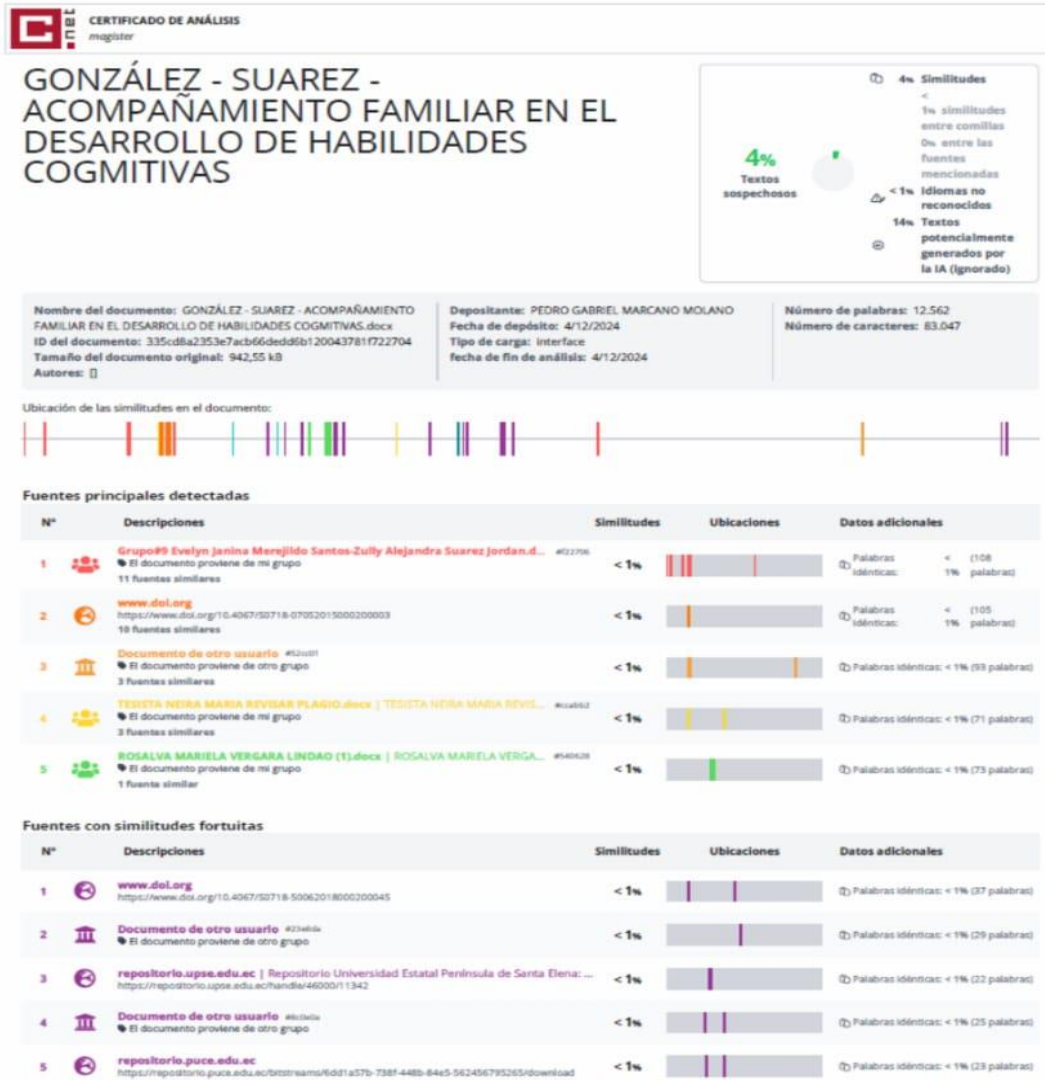 C
.net
CERTIFICADO DE ANÁLISIS
magister
GONZÁLEZ - SUAREZ -
ACOMPAÑAMIENTO FAMILIAR EN EL
DESARROLLO DE HABILIDADES
COGMITIVAS
4%
Textos
sospechosos
4% Similitudes
<
1% similitudes
entre comillas
0% entre las
fuentes
mencionadas
< 1% Idiomas no
reconocidos
14% Textos
potencialmente
generados por
la IA (ignorado)
Nombre del documento: GONZÁLEZ - SUAREZ - ACOMPAÑAMIENTO
FAMILIAR EN EL DESARROLLO DE HABILIDADES COGMITIVAS.docx
ID del documento: 335cd8a2353e7acb66dedd6b120043781f722704
Tamaño del documento original: 942,55 kB
Autores: []
Depositante: PEDRO GABRIEL MARCANO MOLANO
Fecha de depósito: 4/12/2024
Tipo de carga: interface
fecha de fin de análisis: 4/12/2024
Número de palabras: 12.562
Número de caracteres: 83.047
Ubicación de las similitudes en el documento:
Fuentes principales detectadas
N° Descripciones Similitudes Ubicaciones Datos adicionales
1 Grupo#9 Evelyn Janina Merejildo Santos-Zully Alejandra Suarez Jordan.d... #f22706
El documento proviene de mi grupo
11 fuentes similares
< 1%
Palabras idénticas: < 1% (108 palabras)
2 www.doi.org
https://www.doi.org/10.4067/S0718-07052015000200003
10 fuentes similares
< 1%
Palabras idénticas: < 1% (105 palabras)
3 Documento de otro usuario
El documento proviene de otro grupo
3 fuentes similares
< 1%
Palabras idénticas: < 1% (93 palabras)
4 TESISTA NEIRA MARIA REVISAR PLAGIO.docx | TESISTA NEIRA MARIA REVIS...
El documento proviene de mi grupo
3 fuentes similares
< 1%
Palabras idénticas: < 1% (71 palabras)
5 ROSALVA MARIELA VERGARA LINDAO (1).docx | ROSALVA MARIELA VERGA... #540628
El documento proviene de mi grupo
1 fuente similar
< 1%
Palabras idénticas: < 1% (73 palabras)
Fuentes con similitudes fortuitas
N° Descripciones Similitudes Ubicaciones Datos adicionales
1 www.doi.org
https://www.doi.org/10.4067/S0718-50062018000200045
< 1%
Palabras idénticas: < 1% (37 palabras)
2 Documento de otro usuario
El documento proviene de otro grupo
< 1%
Palabras idénticas: < 1% (29 palabras)
3 repositorio.upse.edu.ec | Repositorio Universidad Estatal Península de Santa Elena: ...
https://repositorio.upse.edu.ec/handle/46000/11342
< 1%
Palabras idénticas: < 1% (22 palabras)
4 Documento de otro usuario
El documento proviene de otro grupo
< 1%
Palabras idénticas: < 1% (25 palabras)
5 repositorio.puce.edu.ec
https://repositorio.puce.edu.ec/bitstreams/6dd1a57b-738f-448b-84e5-562456795265/download
< 1%
Palabras idénticas: < 1% (23 palabras)